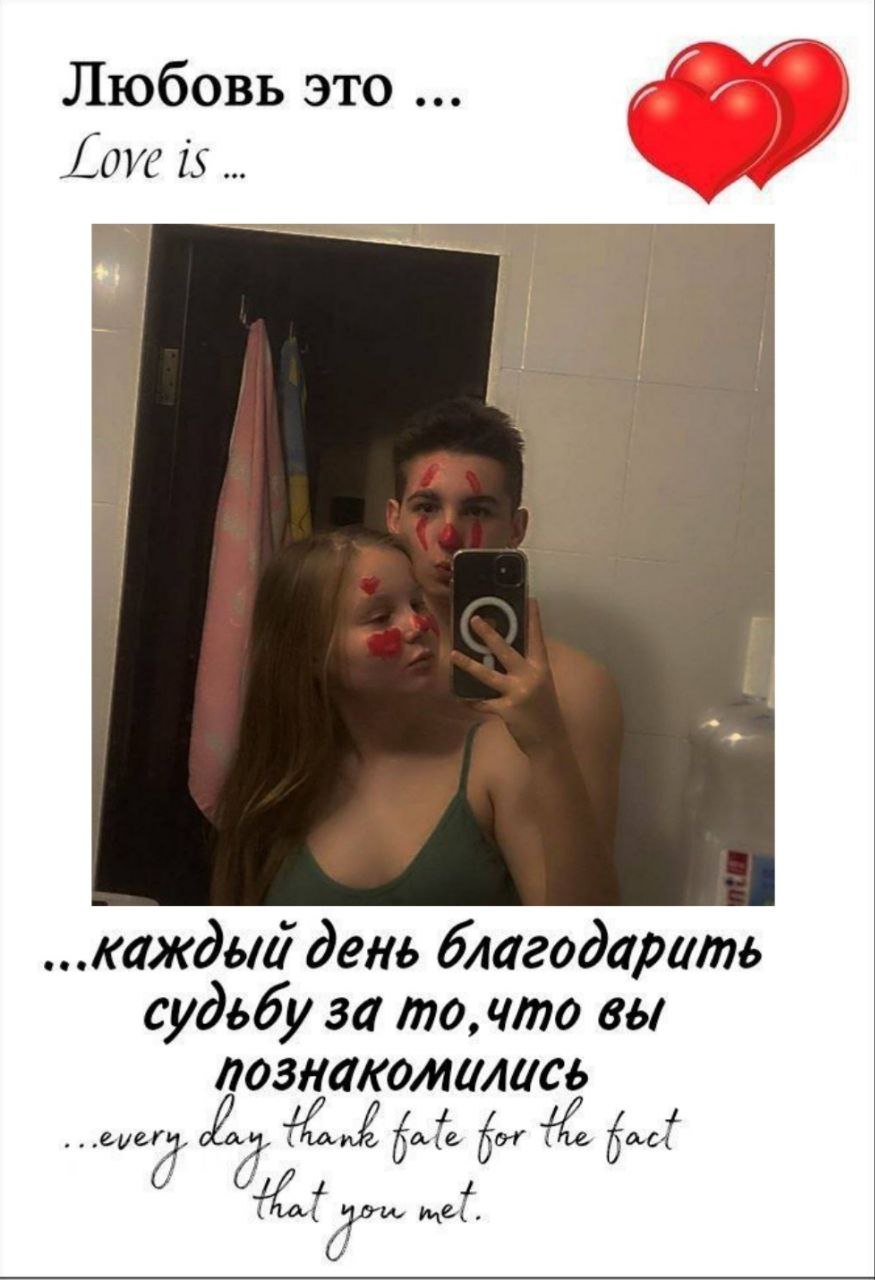 Любовь это ...
Love is ...
...каждый день благодарить
судьбу за то,что вы
познакомились
...every day thank fate for the fact
that you met.